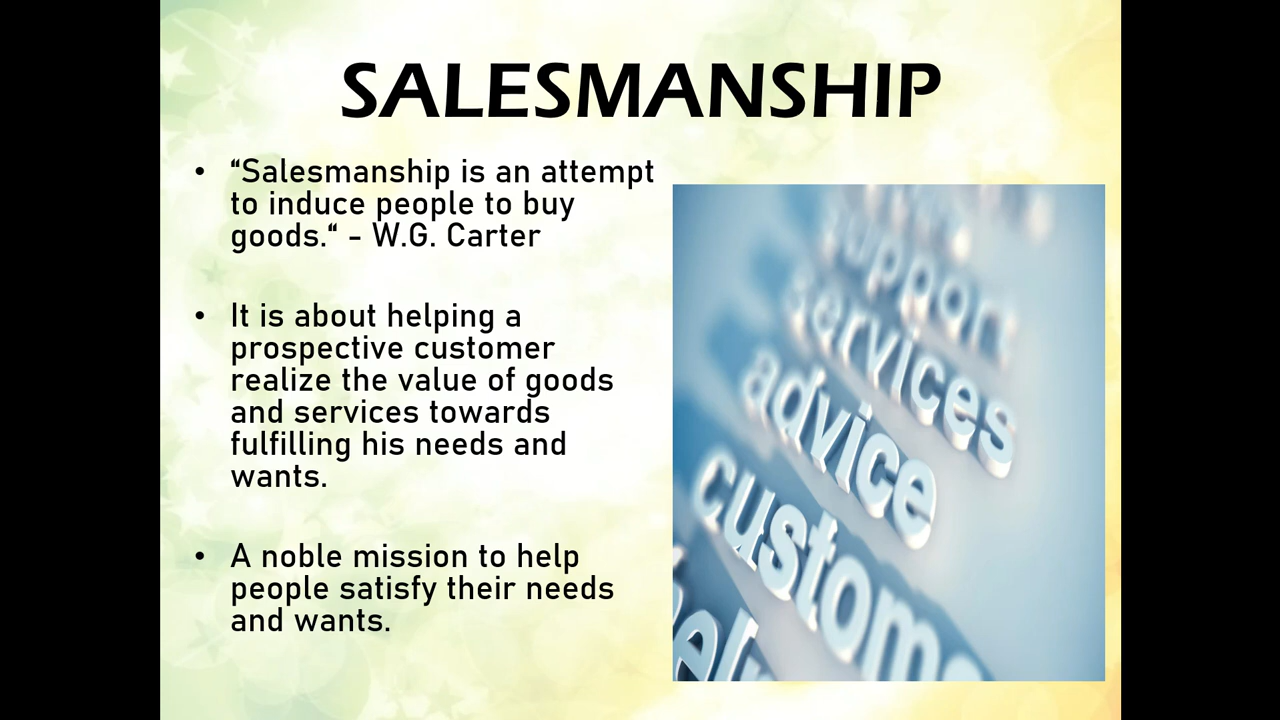 SALESMANSHIP
• “Salesmanship is an attempt
to induce people to buy
goods.“ - W.G. Carter
• It is about helping a
prospective customer
realize the value of goods
and services towards
fulfilling his needs and
wants.
• A noble mission to help
people satisfy their needs
and wants.
support
services
advice
custom